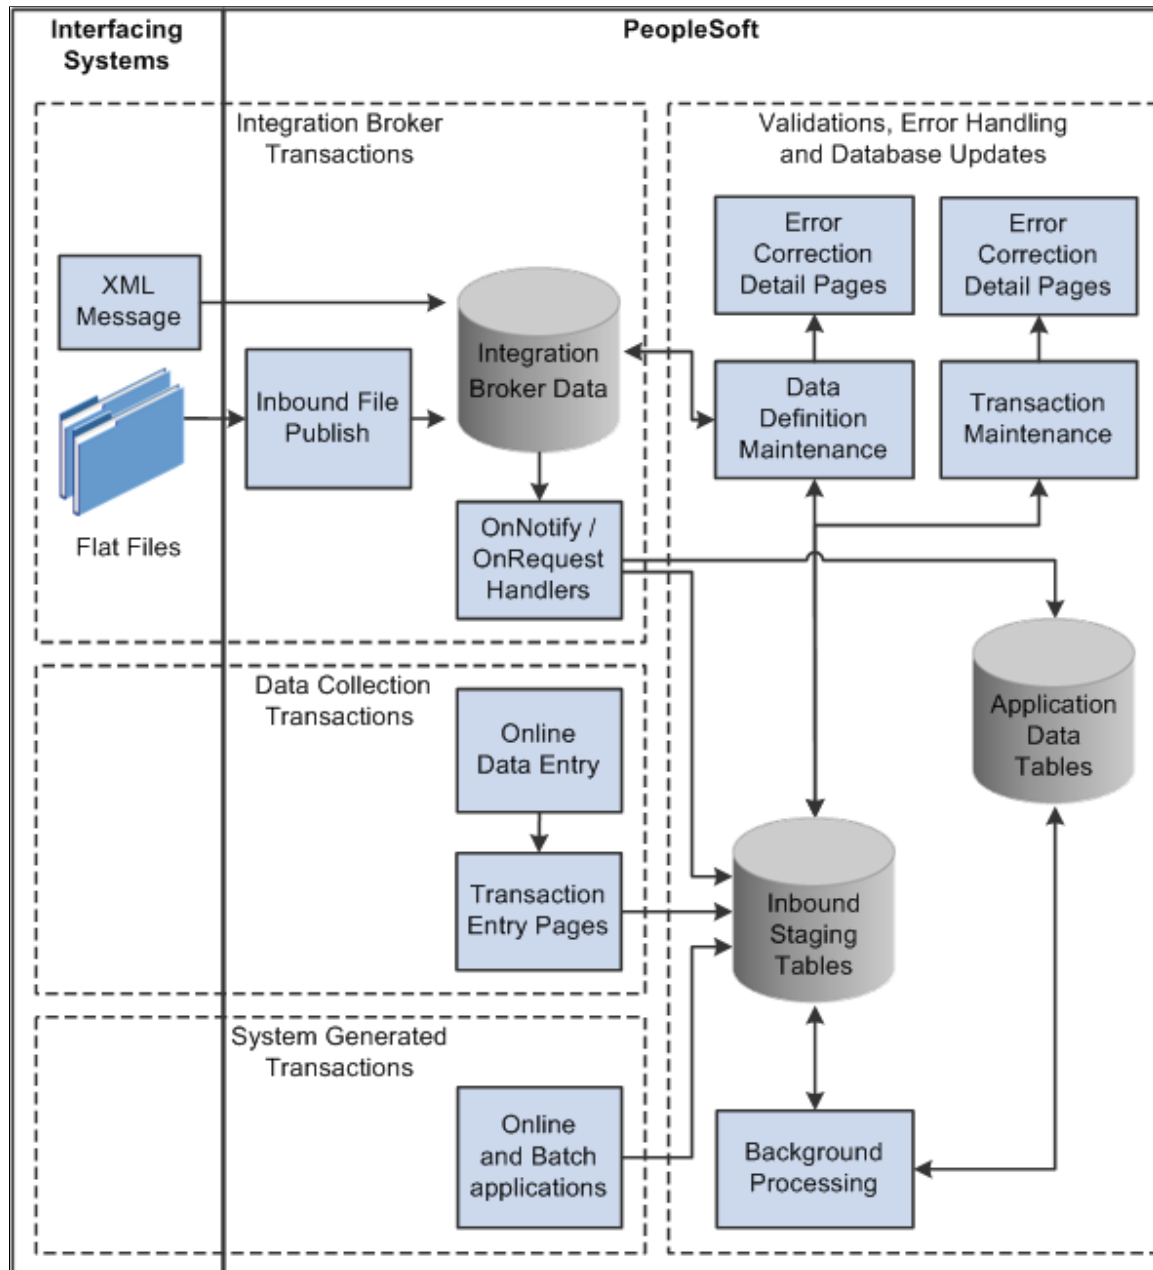 Interfacing
Systems
PeopleSoft
Integration Broker
Transactions
Validations, Error Handling
and Database Updates
XML
Message
Flat Files
Inbound File
Publish
Integration
Broker Data
OnNotify /
OnRequest
Handlers
Error
Correction
Detail Pages
Error
Correction
Detail Pages
Data
Definition
Maintenance
Transaction
Maintenance
Data Collection
Transactions
Online
Data Entry
Transaction
Entry Pages
Application
Data
Tables
Inbound
Staging
Tables
System Generated
Transactions
Online
and Batch
applications
Background
Processing